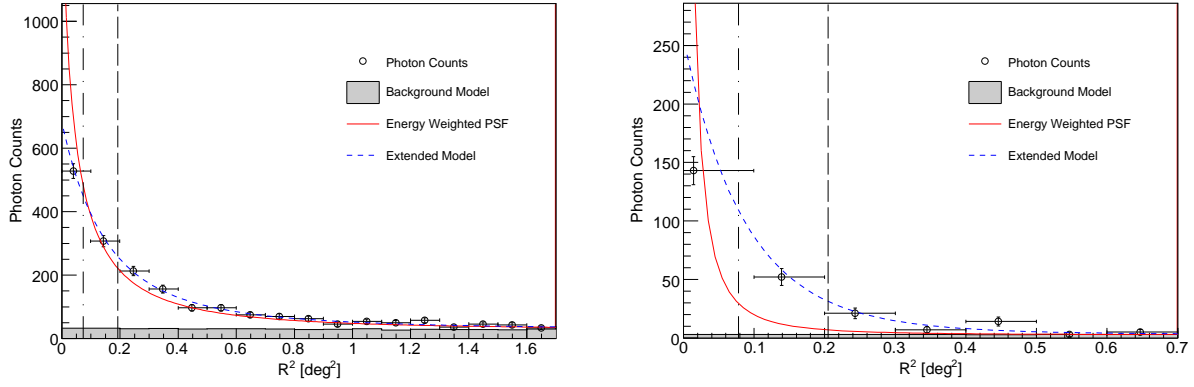 1000
800
600
400
200
0
Photon Counts
0 0.2 0.4 0.6 0.8 1 1.2 1.4 1.6
R² [deg²]
Photon Counts
Background Model
Energy Weighted PSF
Extended Model
250
200
150
100
50
0
Photon Counts
0 0.1 0.2 0.3 0.4 0.5 0.6 0.7
R² [deg²]
Photon Counts
Background Model
Energy Weighted PSF
Extended Model